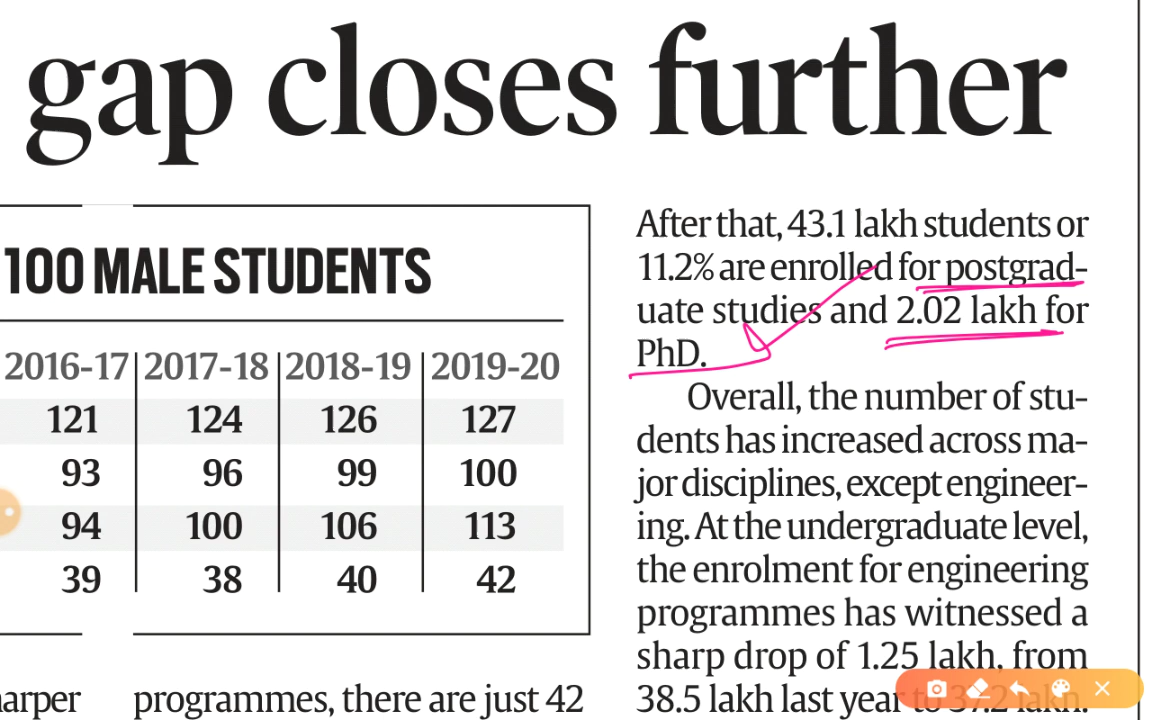 gap closes further
100 MALE STUDENTS
2016-17 2017-18 2018-19 2019-20
121 124 126 127
93 96 99 100
94 100 106 113
39 38 40 42
programmes, there are just 42
After that, 43.1 lakh students or
11.2% are enrolled for postgrad-
uate studies and 2.02 lakh for
PhD.
Overall, the number of stu-
dents has increased across ma-
jor disciplines, except engineer-
ing. At the undergraduate level,
the enrolment for engineering
programmes has witnessed a
sharp drop of 1.25 lakh, from
38.5 lakh last year to 37.2 lakh.